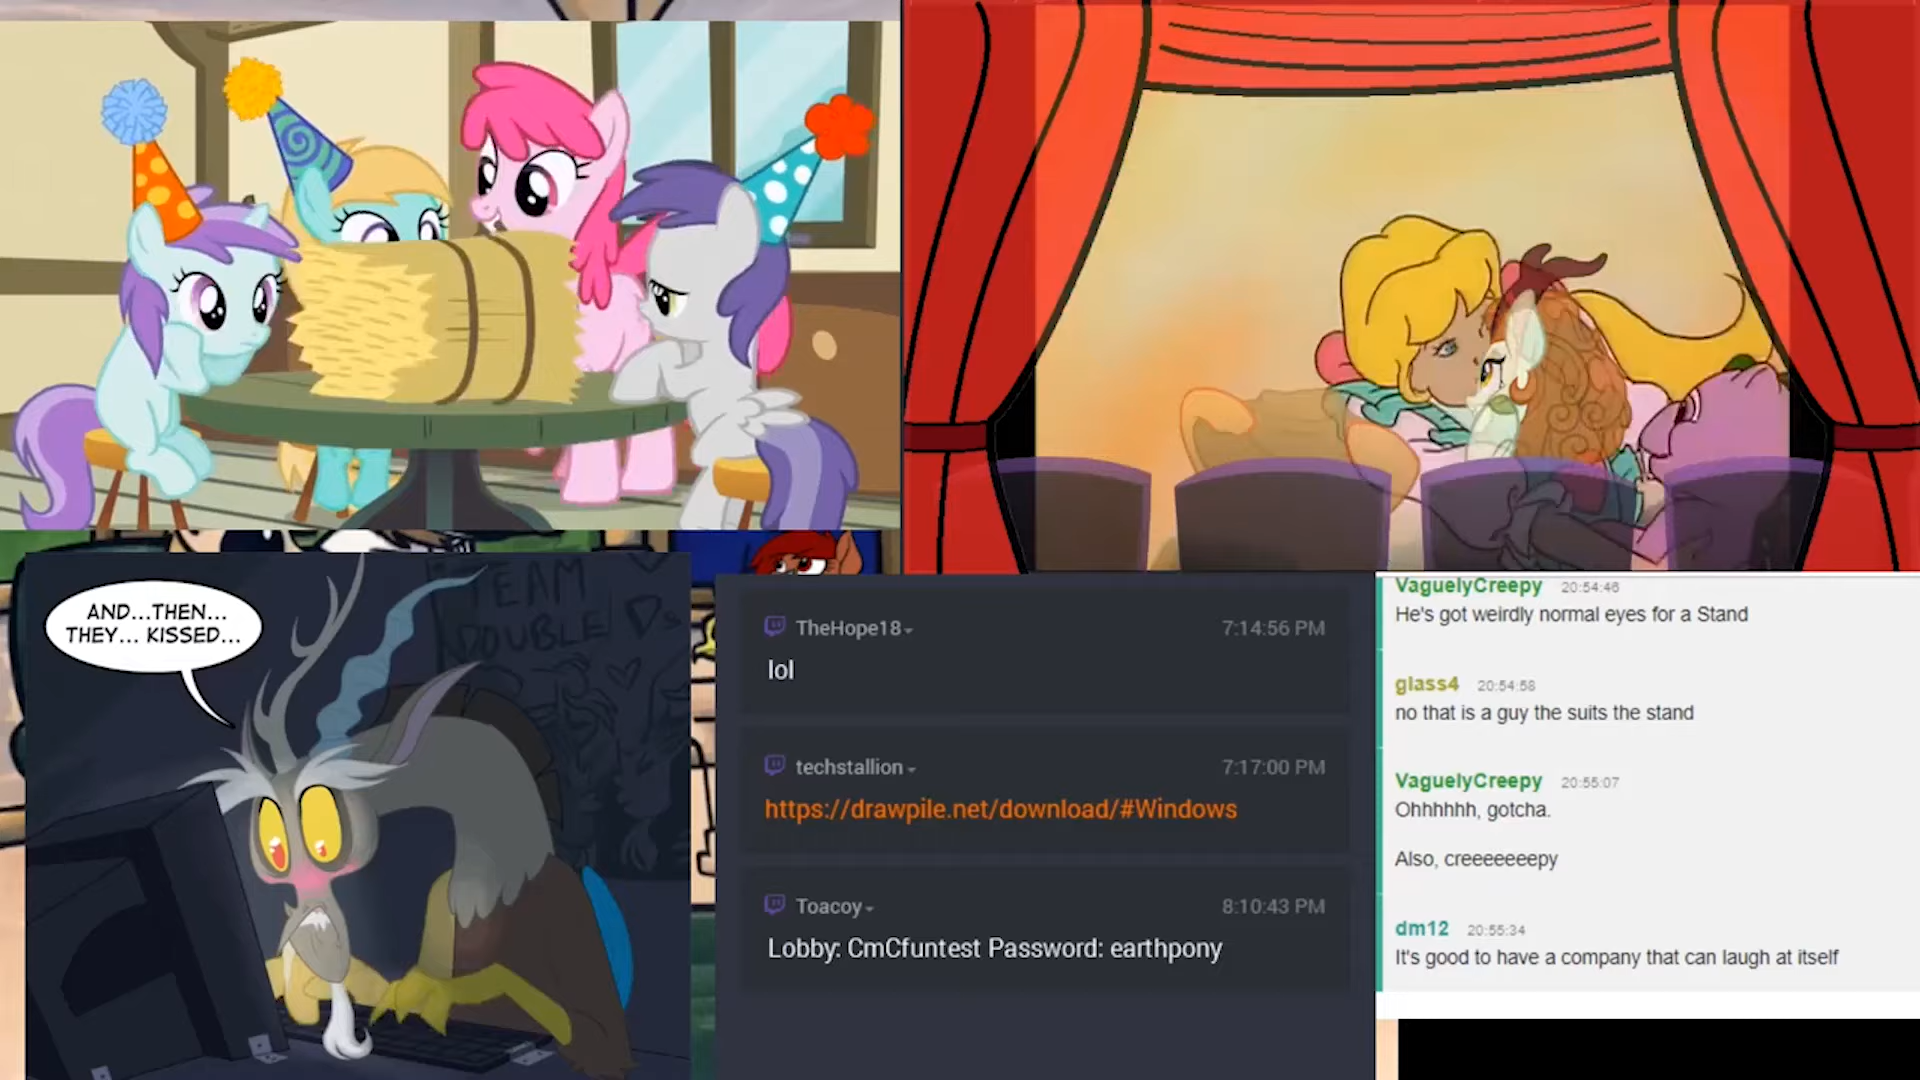 AND...THEN...
THEY... KISSED...
TEAM
DOUBLE Ds
TheHope18
7:14:56 PM
lol
techstallion
7:17:00 PM
https://drawpile.net/download/#Windows
Toacoy
8:10:43 PM
Lobby: CmCfuntest Password: earthpony
VaguelyCreepy 20:54:46
He's got weirdly normal eyes for a Stand
glass4 20:54:58
no that is a guy the suits the stand
VaguelyCreepy 20:55:07
Ohhhhhh, gotcha.
Also, creeeeeeepy
dm12 20:55:34
It's good to have a company that can laugh at itself